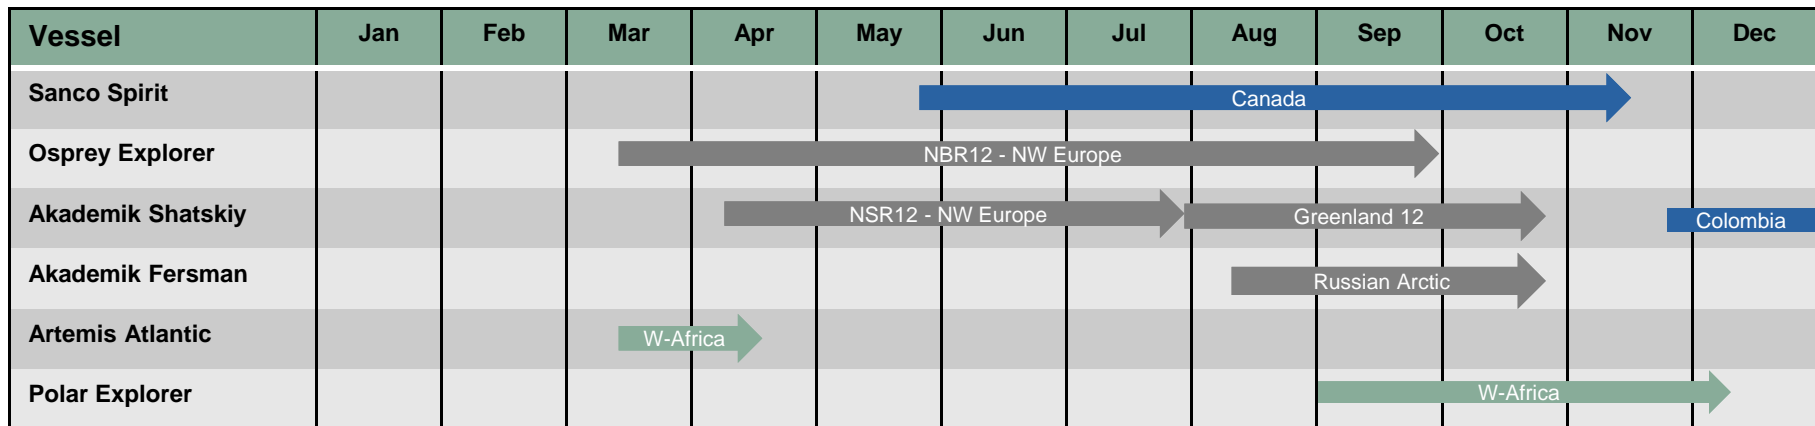 Vessel Jan Feb Mar Apr May Jun Jul Aug Sep Oct Nov Dec
Sanco Spirit Canada
Osprey Explorer NBR12 - NW Europe
Akademik Shatskiy NSR12 - NW Europe Greenland 12 Colombia
Akademik Fersman Russian Arctic
Artemis Atlantic W-Africa
Polar Explorer W-Africa